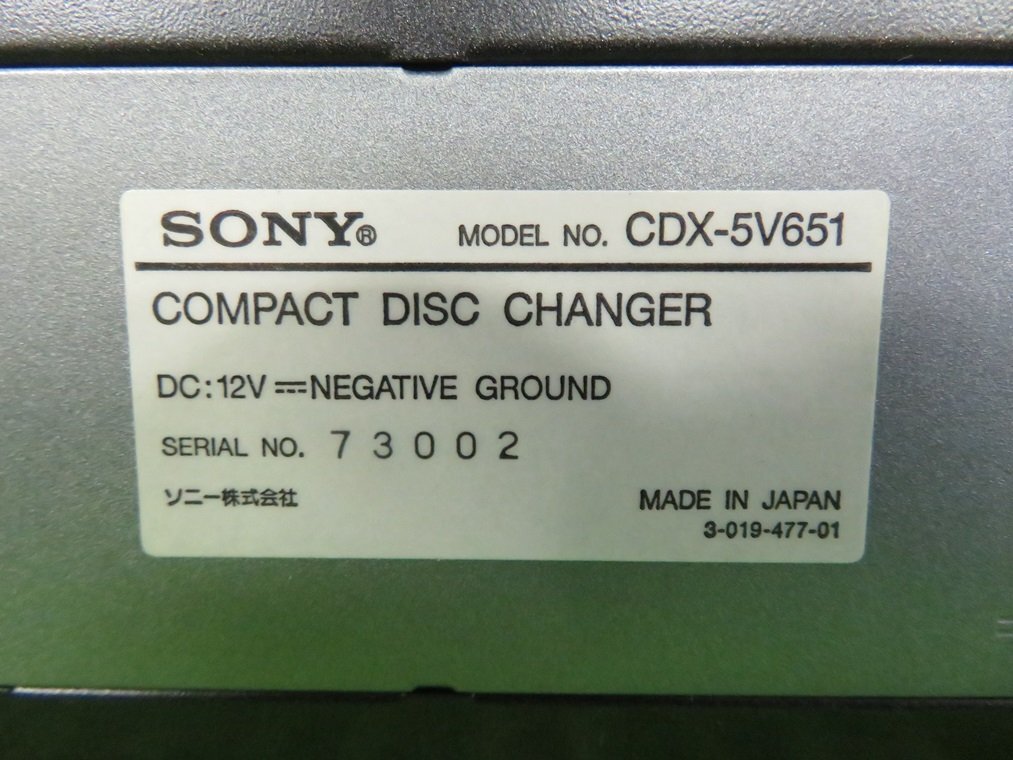 SONY® MODEL NO. CDX-5V651
COMPACT DISC CHANGER
DC:12V ⎓NEGATIVE GROUND
SERIAL NO. 73002
ソニー株式会社 MADE IN JAPAN
3-019-477-01